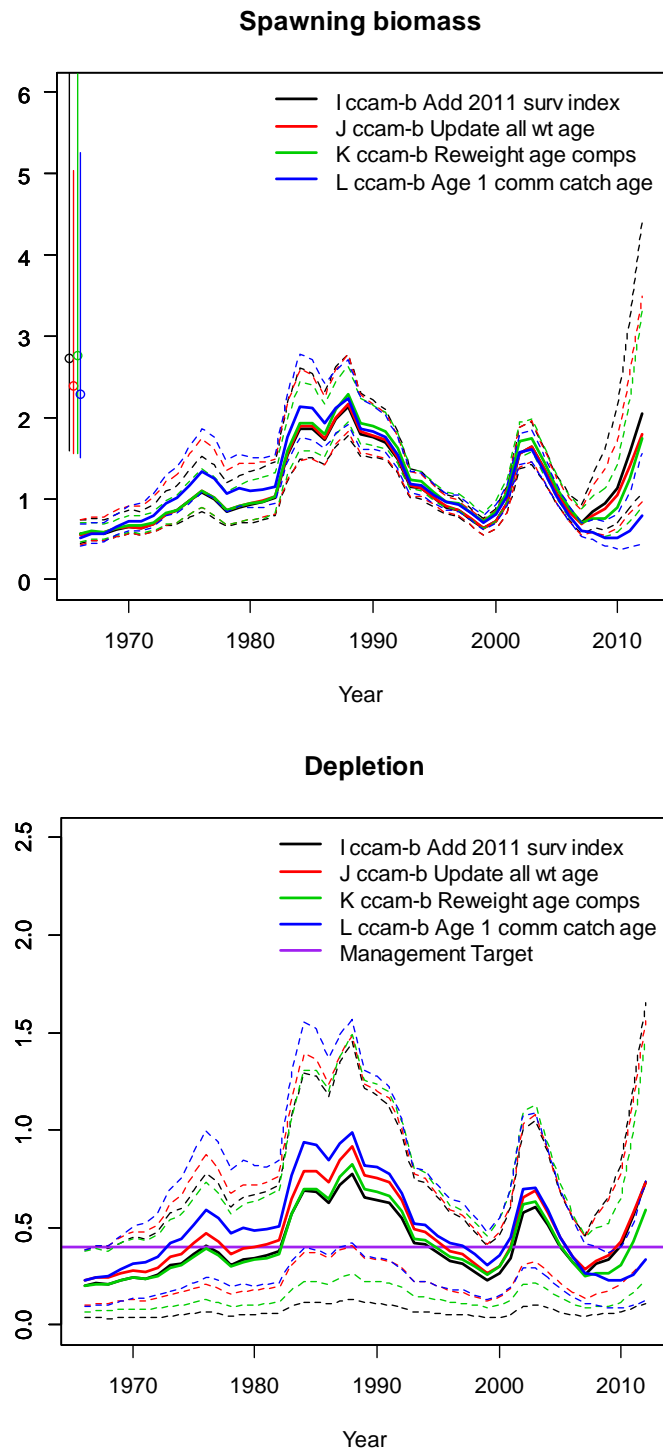 Spawning biomass
I ccam-b Add 2011 surv index
J ccam-b Update all wt age
K ccam-b Reweight age comps
L ccam-b Age 1 comm catch age
6
5
4
3
2
1
0
1970 1980 1990 2000 2010
Year
Depletion
I ccam-b Add 2011 surv index
J ccam-b Update all wt age
K ccam-b Reweight age comps
L ccam-b Age 1 comm catch age
Management Target
2.5
2.0
1.5
1.0
0.5
0.0
1970 1980 1990 2000 2010
Year